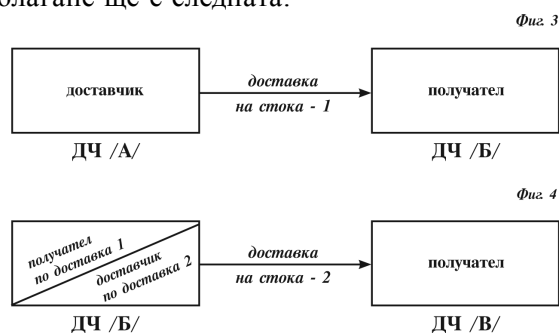 полагане ще е следната:
Фиг. 3
доставчик
доставка
на стока - 1
получател
ДЧ /А/
ДЧ /Б/
Фиг. 4
получател
по доставка 1
доставчик
по доставка 2
доставка
на стока - 2
получател
ДЧ /Б/
ДЧ /В/